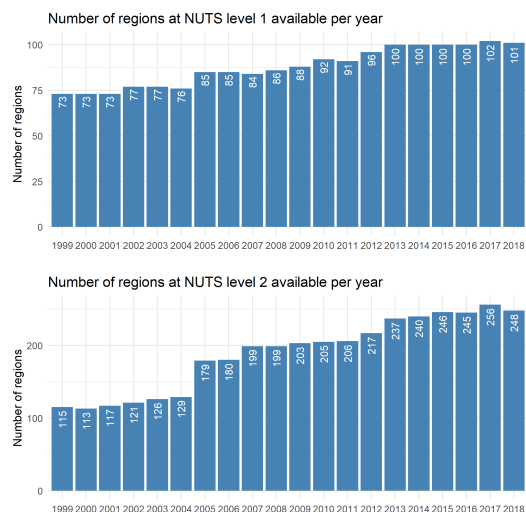 Number of regions at NUTS level 1 available per year
Number of regions
100
75
50
25
0
73 73 73 77 77 76 85 85 84 86 88 92 91 96 100 100 100 100 102 101
1999 2000 2001 2002 2003 2004 2005 2006 2007 2008 2009 2010 2011 2012 2013 2014 2015 2016 2017 2018
Number of regions at NUTS level 2 available per year
Number of regions
200
100
0
115 113 117 121 126 129 179 180 199 199 203 205 206 217 237 240 246 245 256 248
1999 2000 2001 2002 2003 2004 2005 2006 2007 2008 2009 2010 2011 2012 2013 2014 2015 2016 2017 2018